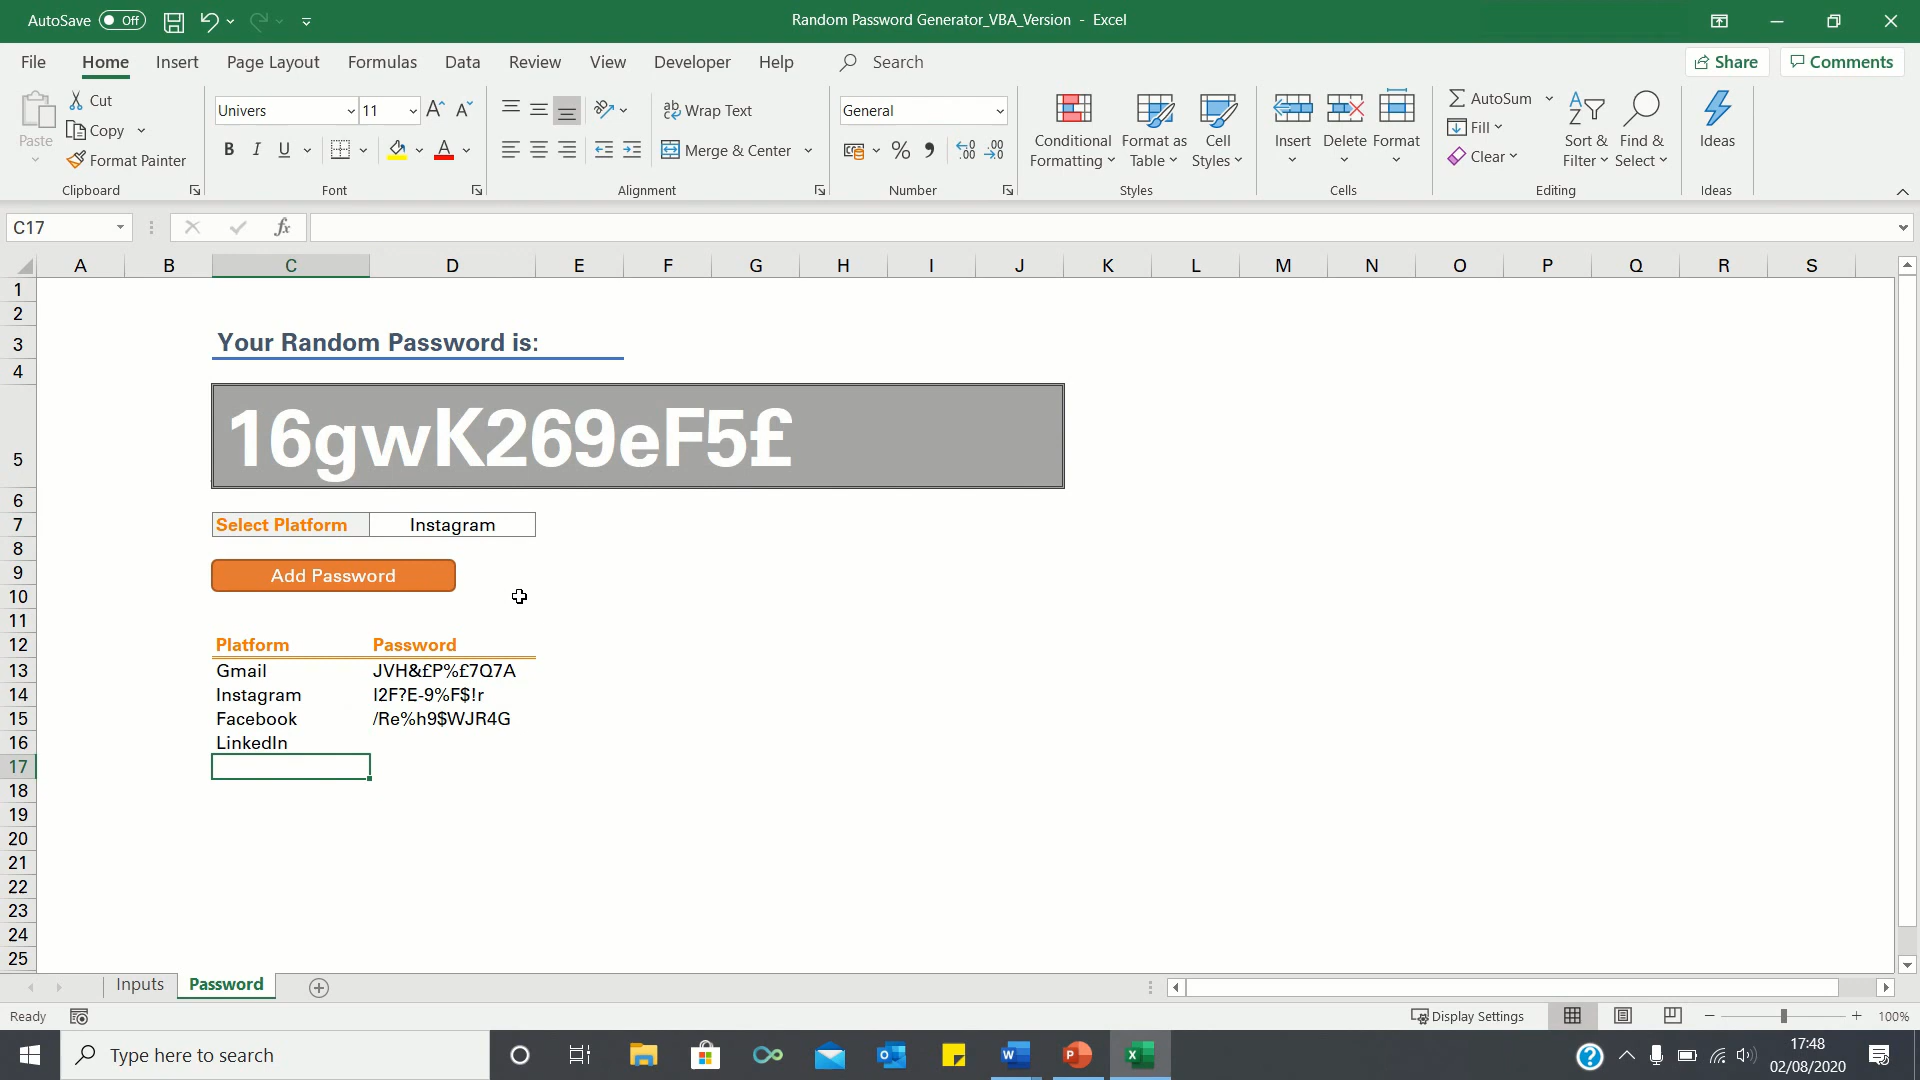 AutoSave Off
Random Password Generator_VBA_Version - Excel
File Home Insert Page Layout Formulas Data Review View Developer Help Search
Share Comments
Paste
Cut
Copy
Format Painter
Clipboard
Univers 11
B I U
Font
Wrap Text
Merge & Center
Alignment
General
Number
Conditional Formatting
Format as Table
Cell Styles
Styles
Insert
Delete
Format
Cells
AutoSum
Fill
Clear
Sort & Filter
Find & Select
Editing
Ideas
Ideas
C17
fx
A B C D E F G H I J K L M N O P Q R S
1
2
3 Your Random Password is:
4
5 16gwK269eF5£
6
7 Select Platform Instagram
8
9 Add Password
10
11
12 Platform Password
13 Gmail JVH&£P%£7Q7A
14 Instagram I2F?E-9%F$!r
15 Facebook /Re%h9$WJR4G
16 LinkedIn
17
18
19
20
21
22
23
24
25
Inputs Password
Ready
Display Settings
100%
Type here to search
17:48
02/08/2020